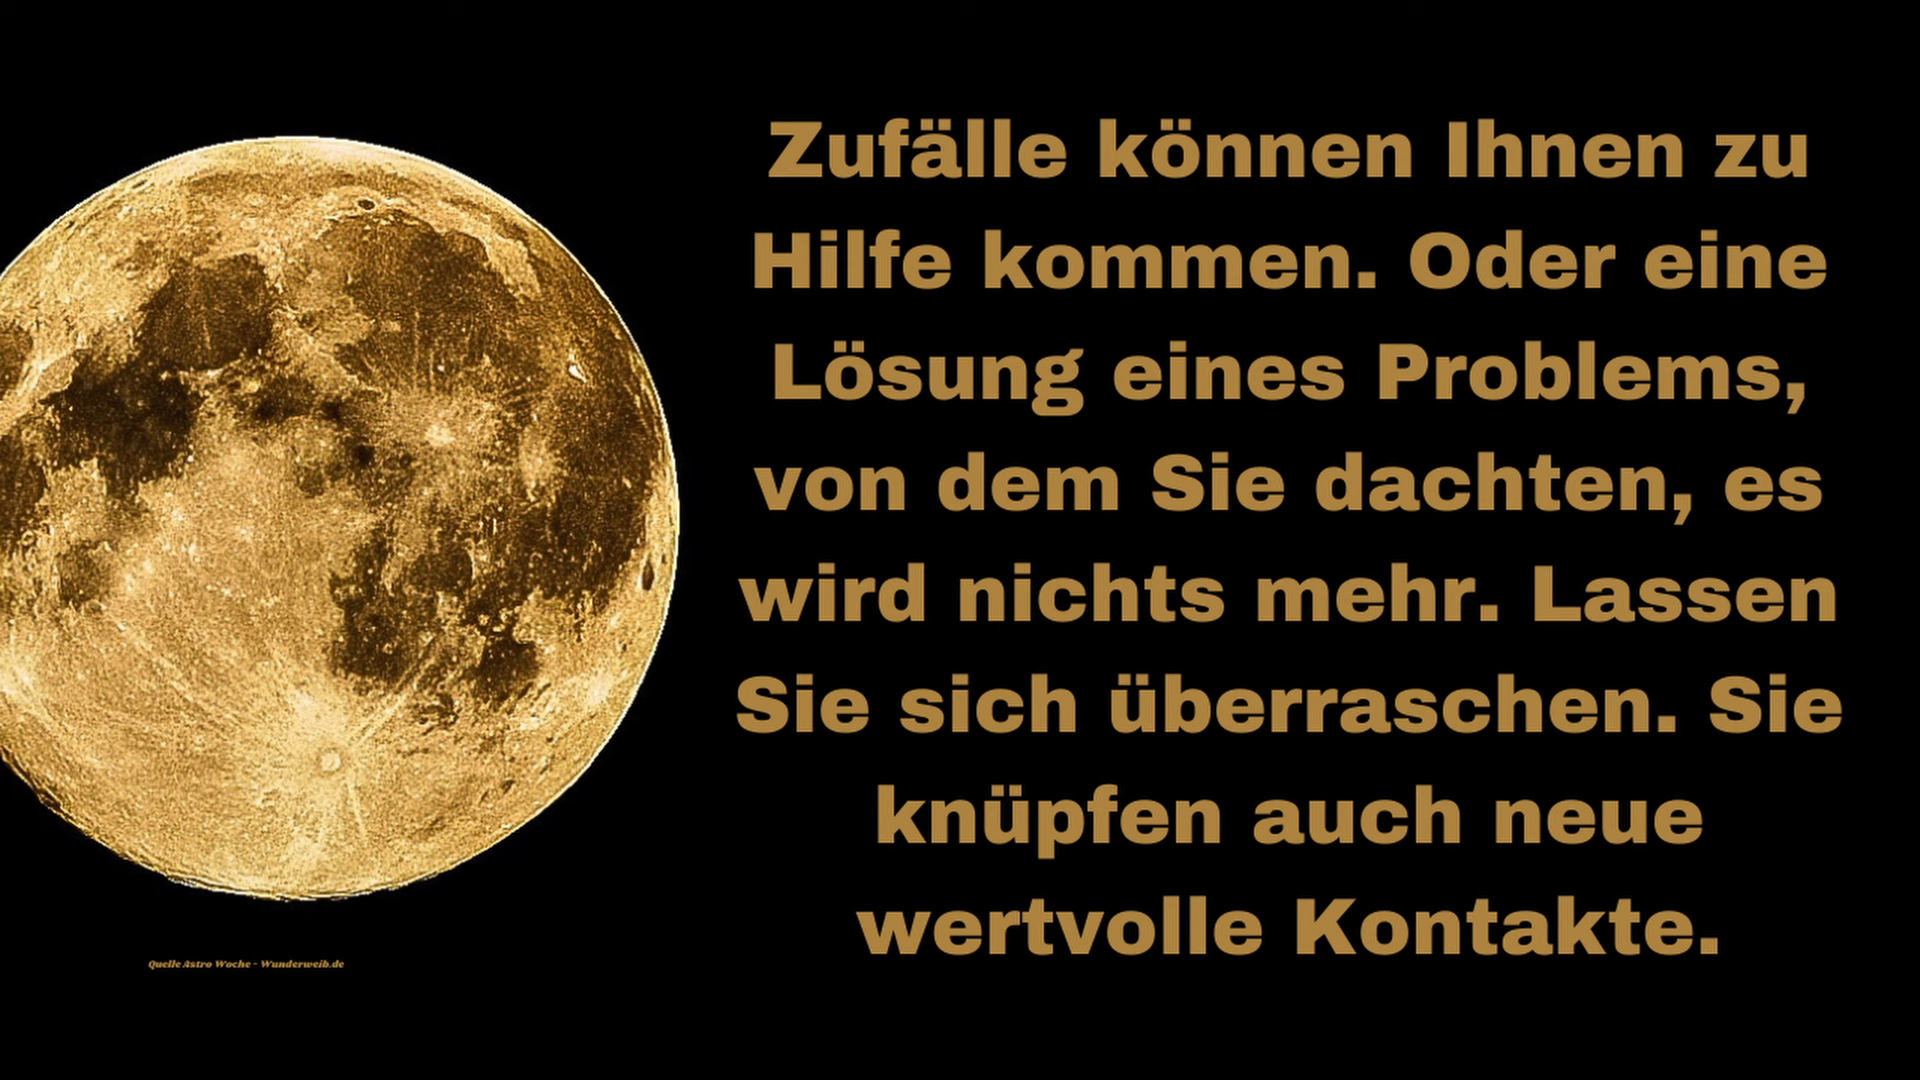 Zufälle können Ihnen zu
Hilfe kommen. Oder eine
Lösung eines Problems,
von dem Sie dachten, es
wird nichts mehr. Lassen
Sie sich überraschen. Sie
knüpfen auch neue
wertvolle Kontakte.
Quelle Astro Woche - Wunderweib.de